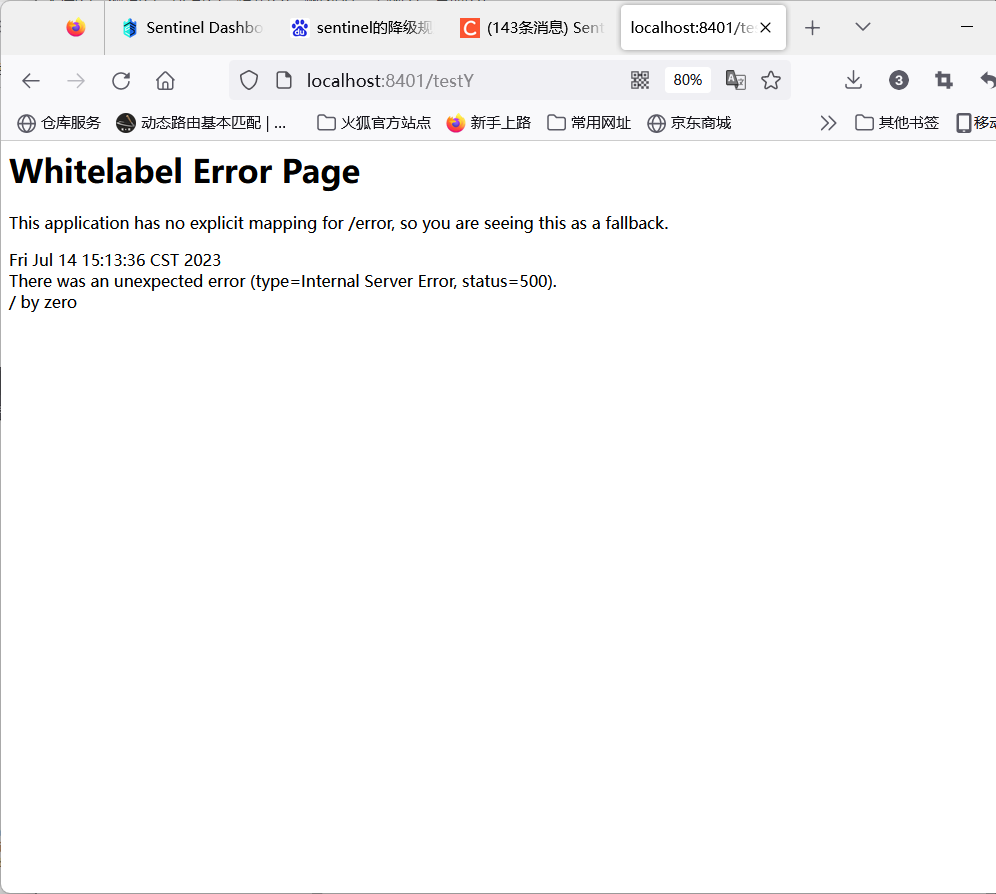 Sentinel Dashbo
sentinel的降级规
(143条消息) Sent
localhost:8401/te
localhost:8401/testY
80%
3
仓库服务
动态路由基本匹配 | ...
火狐官方站点
新手上路
常用网址
京东商城
其他书签
移动
Whitelabel Error Page
This application has no explicit mapping for /error, so you are seeing this as a fallback.
Fri Jul 14 15:13:36 CST 2023
There was an unexpected error (type=Internal Server Error, status=500).
/ by zero